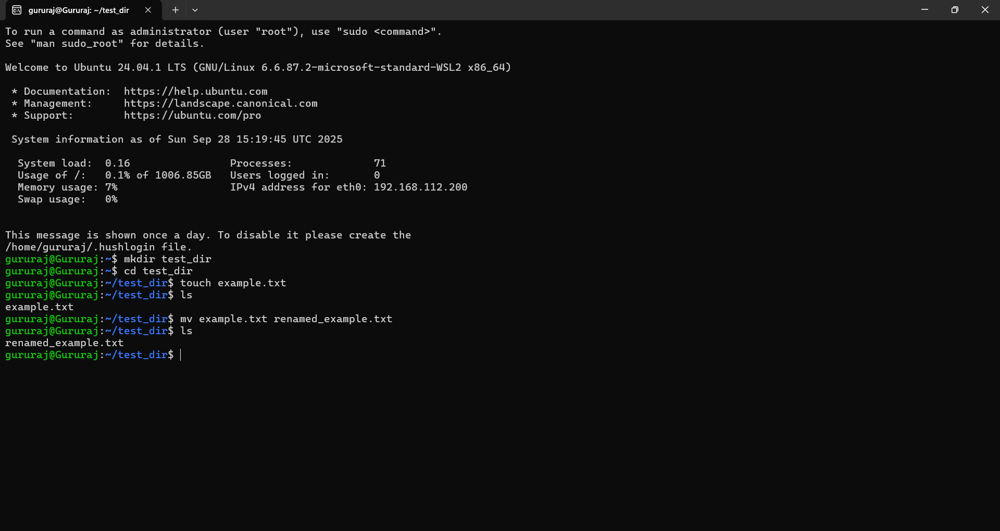 gururaj@Gururaj: ~/test_dir
To run a command as administrator (user "root"), use "sudo <command>".
See "man sudo_root" for details.
Welcome to Ubuntu 24.04.1 LTS (GNU/Linux 6.6.87.2-microsoft-standard-WSL2 x86_64)
* Documentation:  https://help.ubuntu.com
* Management:     https://landscape.canonical.com
* Support:        https://ubuntu.com/pro
System information as of Sun Sep 28 15:19:45 UTC 2025
System load:  0.16                Processes:             71
Usage of /:   0.1% of 1006.85GB   Users logged in:       0
Memory usage: 7%                  IPv4 address for eth0: 192.168.112.200
Swap usage:   0%
This message is shown once a day. To disable it please create the
/home/gururaj/.hushlogin file.
gururaj@Gururaj:~$ mkdir test_dir
gururaj@Gururaj:~$ cd test_dir
gururaj@Gururaj:~/test_dir$ touch example.txt
gururaj@Gururaj:~/test_dir$ ls
example.txt
gururaj@Gururaj:~/test_dir$ mv example.txt renamed_example.txt
gururaj@Gururaj:~/test_dir$ ls
renamed_example.txt
gururaj@Gururaj:~/test_dir$